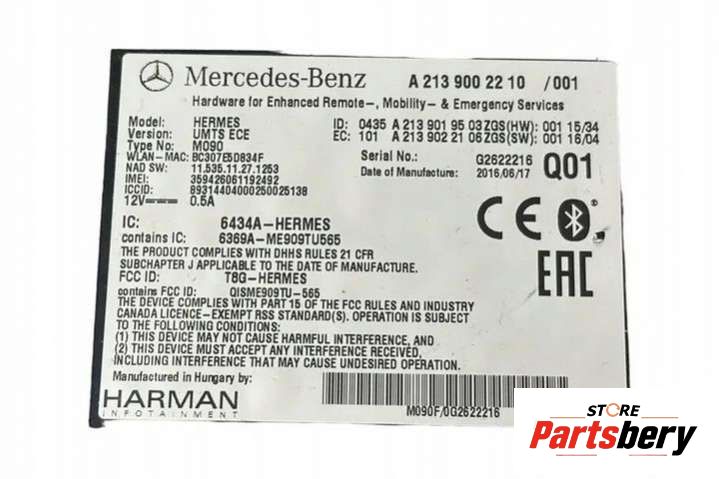 Mercedes-Benz A 213 900 22 10 /001
Hardware for Enhanced Remote-, Mobility- & Emergency Services
Model: HERMES
Version: UMTS ECE
Type No: M090
WLAN-MAC: BC307E5D834F
NAD SW: 11.535.11.27.1253
IMEI: 359426061192492
ICCID: 89314404000250025138
12V 0.5A
ID: 0435 A 213 901 95 03 ZGS(HW): 001 15/34
EC: 101 A 213 902 21 06 ZGS(SW): 001 16/04
Serial No.: G2622216
Date of Manufacture: 2016/06/17
Q01
CE
EAC
IC: 6434A-HERMES
contains IC: 6369A-ME909TU565
THE PRODUCT COMPLIES WITH DHHS RULES 21 CFR
SUBCHAPTER J APPLICABLE TO THE DATE OF MANUFACTURE.
FCC ID: T8G-HERMES
contains FCC ID: QISME909TU-565
THE DEVICE COMPLIES WITH PART 15 OF THE FCC RULES AND INDUSTRY
CANADA LICENCE-EXEMPT RSS STANDARD(S). OPERATION IS SUBJECT
TO THE FOLLOWING CONDITIONS:
(1) THIS DEVICE MAY NOT CAUSE HARMFUL INTERFERENCE, AND
(2) THIS DEVICE MUST ACCEPT ANY INTERFERENCE RECEIVED,
INCLUDING INTERFERENCE THAT MAY CAUSE UNDESIRED OPERATION.
Manufactured in Hungary by:
HARMAN
INFOTAINMENT
M090F/0G2622216
STORE
Partsbery